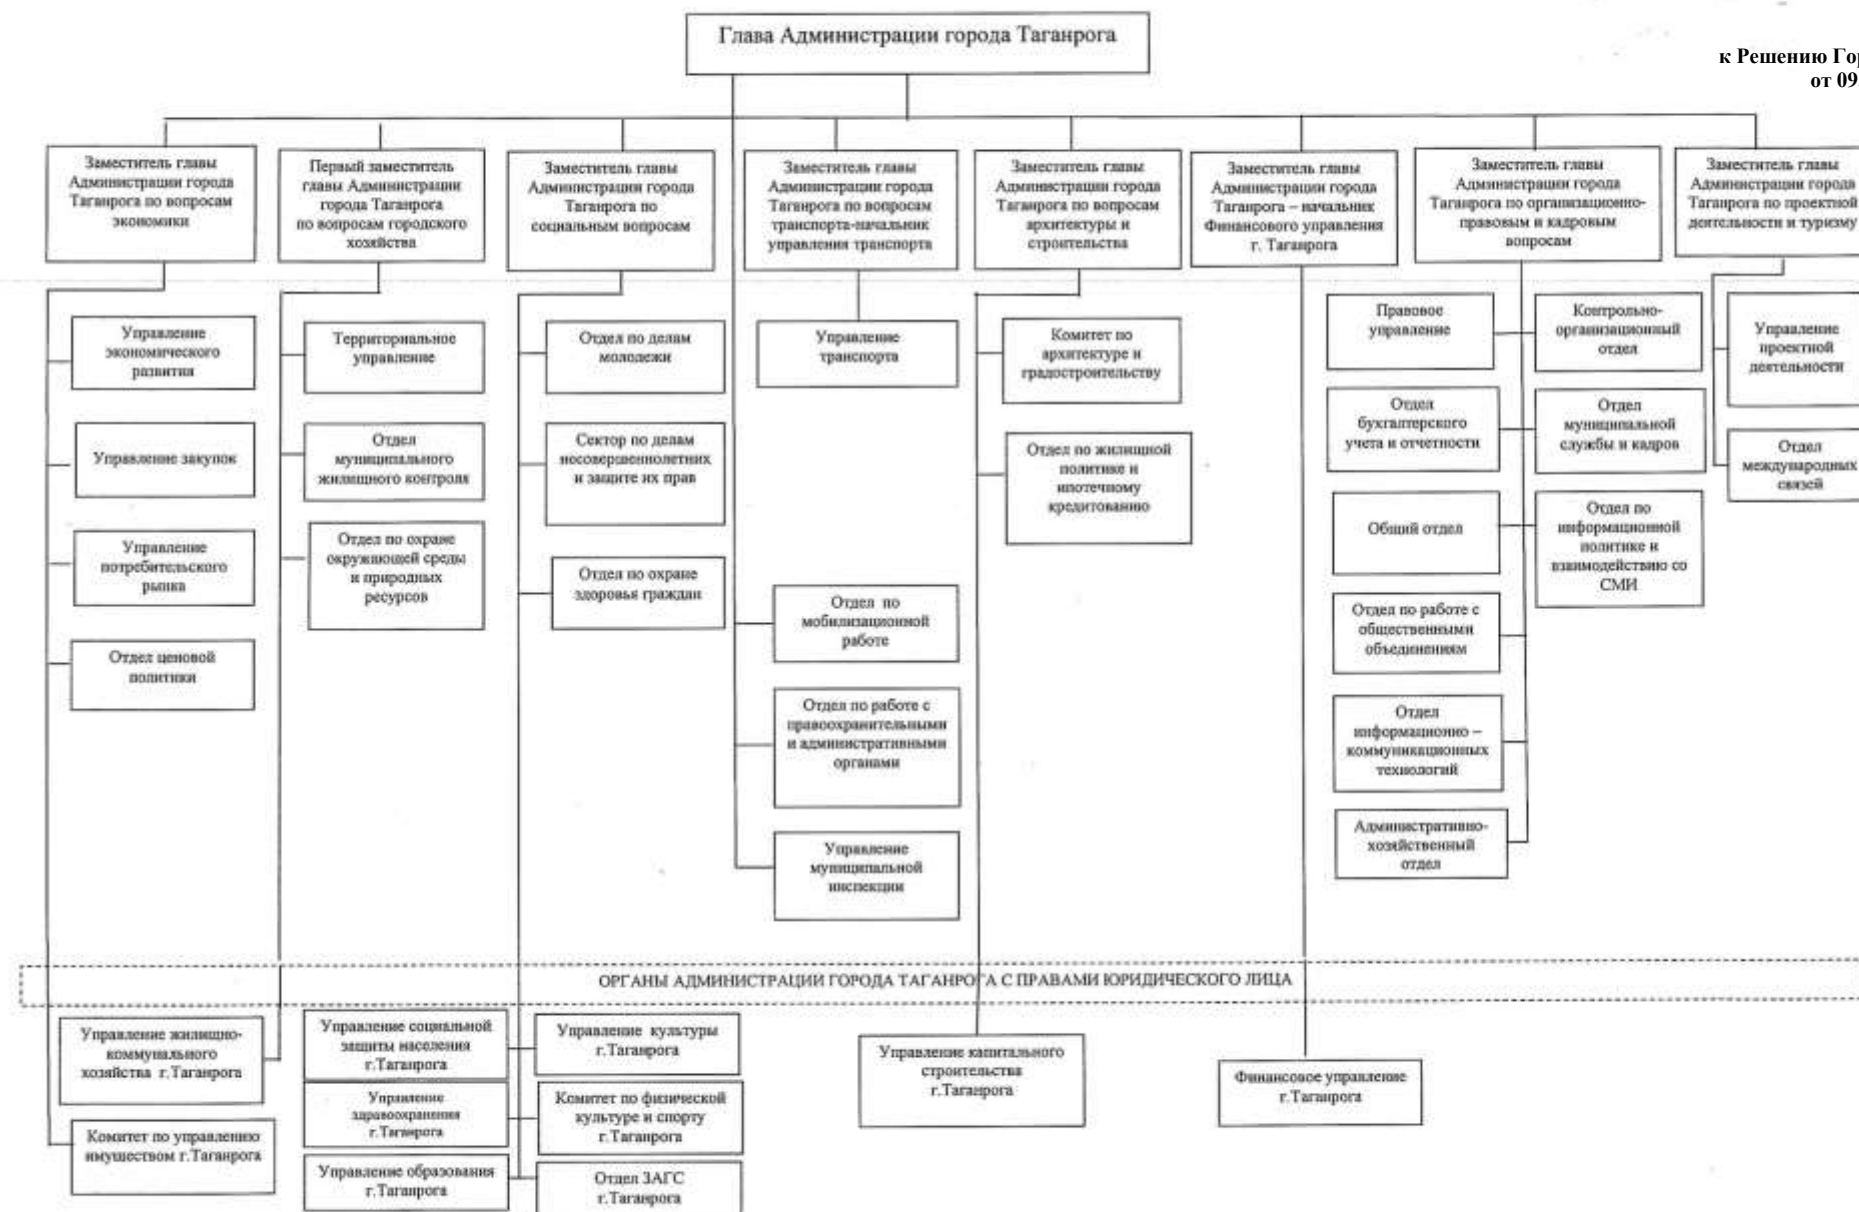 Глава Администрации города Таганрога
к Решению Гор
от 09
Заместитель главы
Администрации города
Таганрога по вопросам
экономики
Первый заместитель
главы Администрации
города Таганрога
по вопросам городского
хозяйства
Заместитель главы
Администрации города
Таганрога по
социальным вопросам
Заместитель главы
Администрации города
Таганрога по вопросам
транспорта-начальник
управления транспорта
Заместитель главы
Администрации города
Таганрога по вопросам
архитектуры и
строительства
Заместитель главы
Администрации города
Таганрога – начальник
Финансового управления
г. Таганрога
Заместитель главы
Администрации города
Таганрога по организационно-
правовым и кадровым
вопросам
Заместитель главы
Администрации города
Таганрога по проектной
деятельности и туризму
Управление
экономического
развития
Управление закупок
Управление
потребительского
рынка
Отдел ценовой
политики
Территориальное
управление
Отдел
муниципального
жилищного контроля
Отдел по охране
окружающей среды
и природных
ресурсов
Отдел по делам
молодежи
Сектор по делам
несовершеннолетних
и защите их прав
Отдел по охране
здоровья граждан
Управление
транспорта
Отдел по
мобилизационной
работе
Отдел по работе с
правоохранительными
и административными
органами
Управление
муниципальной
инспекции
Комитет по
архитектуре и
градостроительству
Отдел по жилищной
политике и
ипотечному
кредитованию
Правовое
управление
Отдел
бухгалтерского
учета и отчетности
Общий отдел
Отдел по работе с
общественными
объединениям
Отдел
информационно –
коммуникационных
технологий
Административно-
хозяйственный
отдел
Контрольно-
организационный
отдел
Отдел
муниципальной
службы и кадров
Отдел по
информационной
политике и
взаимодействию со
СМИ
Управление
проектной
деятельности
Отдел
международных
связей
ОРГАНЫ АДМИНИСТРАЦИИ ГОРОДА ТАГАНРОГА С ПРАВАМИ ЮРИДИЧЕСКОГО ЛИЦА
Управление жилищно-
коммунального
хозяйства г.Таганрога
Комитет по управлению
имуществом г.Таганрога
Управление социальной
защиты населения
г.Таганрога
Управление
здравоохранения
г.Таганрога
Управление образования
г.Таганрога
Управление культуры
г.Таганрога
Комитет по физической
культуре и спорту
г.Таганрога
Отдел ЗАГС
г.Таганрога
Управление капитального
строительства
г.Таганрога
Финансовое управление
г.Таганрога